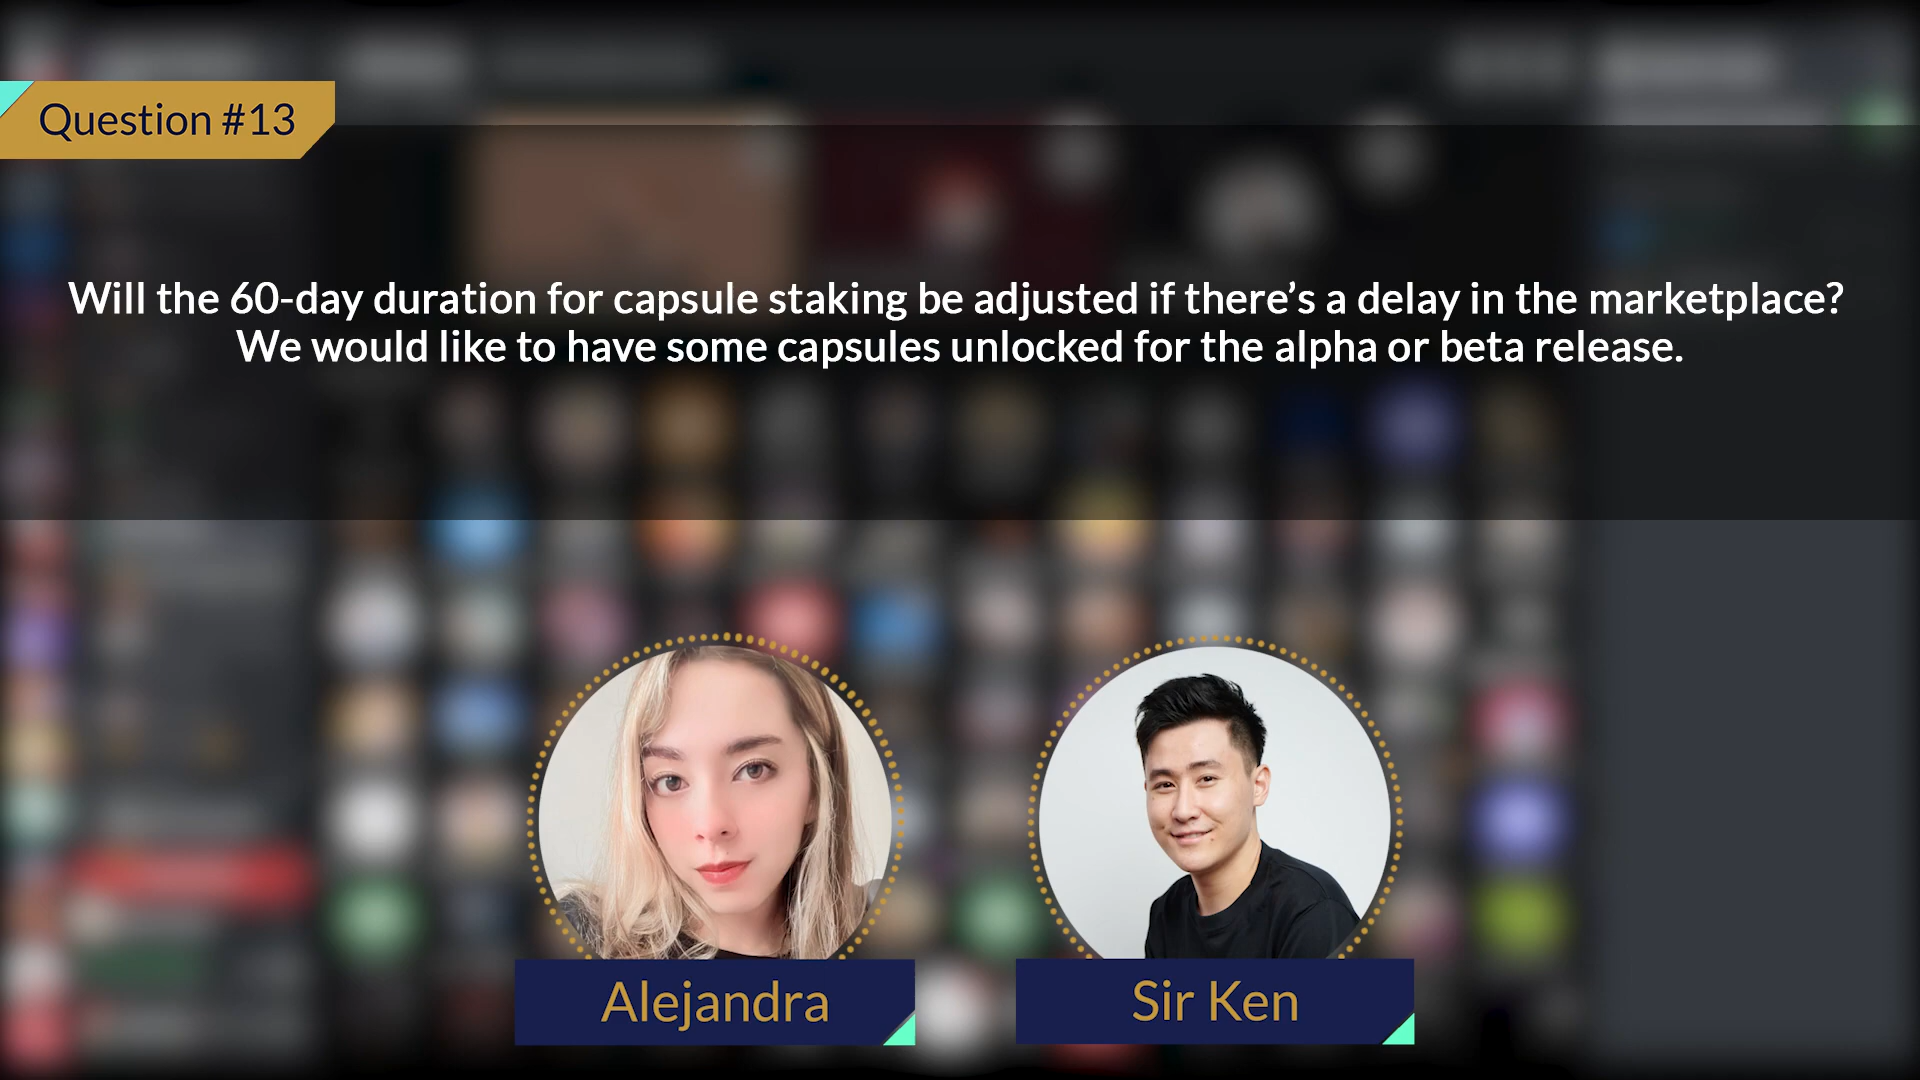 Question #13
Will the 60-day duration for capsule staking be adjusted if there’s a delay in the marketplace?
We would like to have some capsules unlocked for the alpha or beta release.
Alejandra
Sir Ken